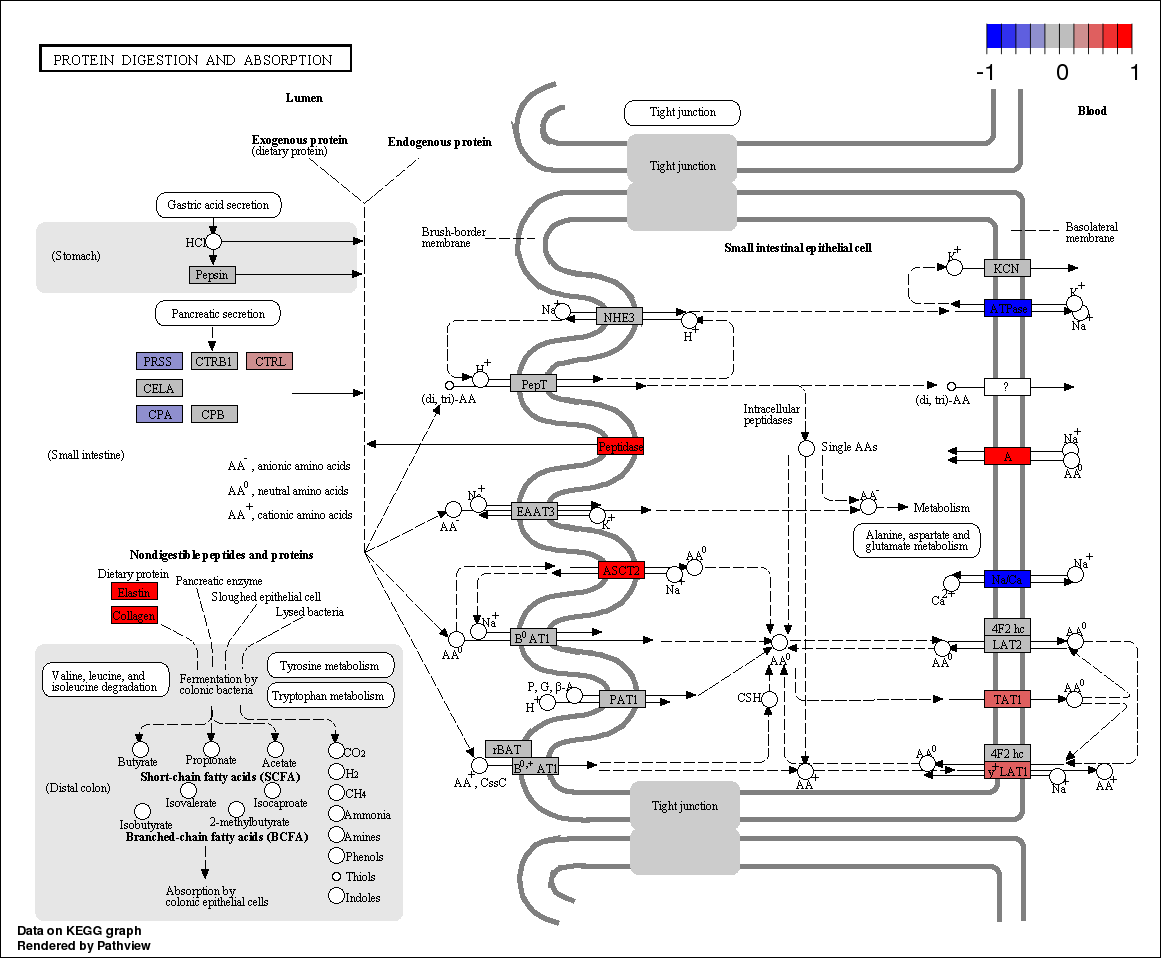 PROTEIN DIGESTION AND ABSORPTION
-1
0
1
Lumen
Blood
Tight junction
Tight junction
Exogenous protein
(dietary protein)
Endogenous protein
Gastric acid secretion
HCl
(Stomach)
Pepsin
Brush-border
membrane
Small intestinal epithelial cell
Basolateral
membrane
K+
KCN
Pancreatic secretion
Na+
NHE3
H+
ATPase
K+
Na+
PRSS
CTRB1
CTRL
CELA
CPA
CPB
H+
PepT
(di, tri)-AA
?
(di, tri)-AA
Intracellular
peptidases
Peptidase
Single AAs
A
Na+
AA0
(Small intestine)
AA-, anionic amino acids
AA0, neutral amino acids
AA+, cationic amino acids
Na+
AA-
EAAT3
K+
AA-
Metabolism
Alanine, aspartate and
glutamate metabolism
Nondigestible peptides and proteins
Dietary protein
Elastin
Collagen
Pancreatic enzyme
Sloughed epithelial cell
Lysed bacteria
ASCT2
AA0
Na+
Na/Ca
Na+
Ca2+
Na+
AA0
B0 AT1
AA0
4F2 hc
LAT2
AA0
AA0
Valine, leucine, and
isoleucine degradation
Fermentation by
colonic bacteria
Tyrosine metabolism
Tryptophan metabolism
P, G, β-A
H+
PAT1
CSH
TAT1
AA0
rBAT
B0,+ AT1
AA+, CssC
AA+
AA0
4F2 hc
y+LAT1
Na+
AA+
Butyrate
Propionate
Acetate
Short-chain fatty acids (SCFA)
(Distal colon)
Isovalerate
Isocaproate
Isobutyrate
2-methylbutyrate
Branched-chain fatty acids (BCFA)
CO2
H2
CH4
Ammonia
Amines
Phenols
Thiols
Indoles
Absorption by
colonic epithelial cells
Tight junction
Data on KEGG graph
Rendered by Pathview